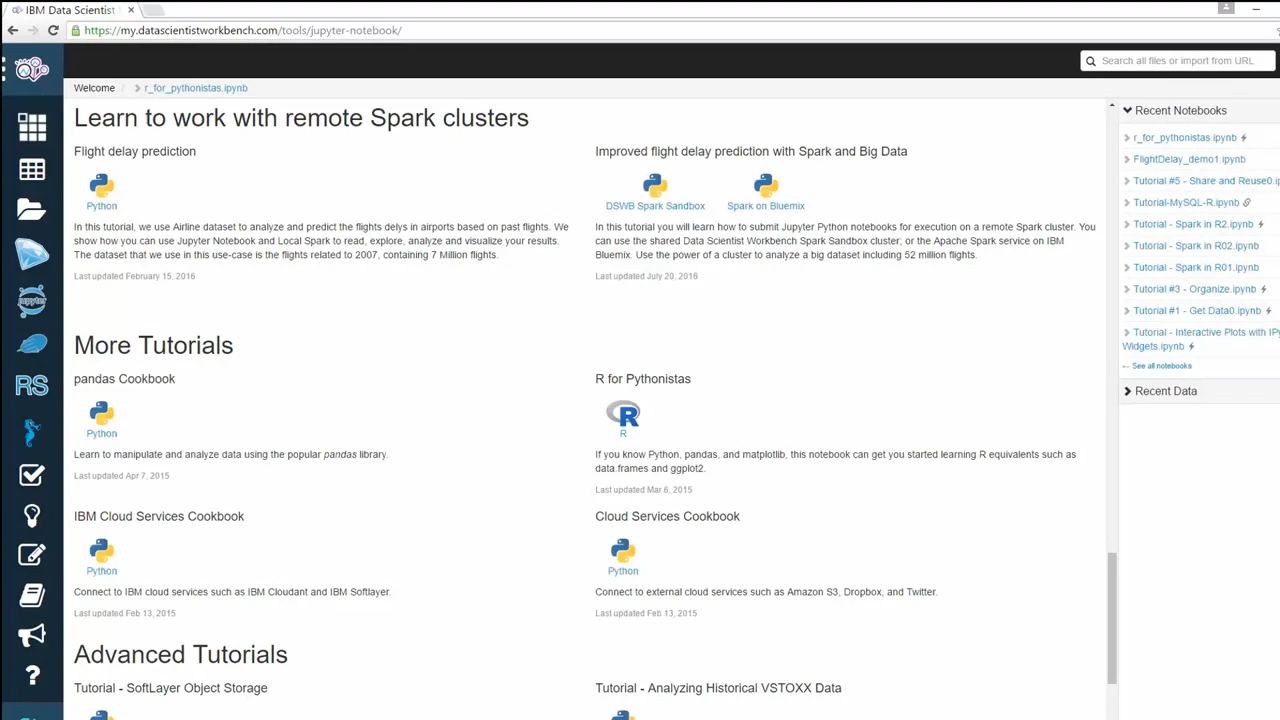 IBM Data Scientist
https://my.datascientistworkbench.com/tools/jupyter-notebook/
Search all files or import from URL
Welcome
r_for_pythonistas.ipynb
Learn to work with remote Spark clusters
Flight delay prediction
Python
In this tutorial, we use Airline dataset to analyze and predict the flights delys in airports based on past flights. We
show how you can use Jupyter Notebook and Local Spark to read, explore, analyze and visualize your results.
The dataset that we use in this use-case is the flights related to 2007, containing 7 Million flights.
Last updated February 15. 2016
Improved flight delay prediction with Spark and Big Data
DSWB Spark Sandbox
Spark on Bluemix
In this tutorial you will learn how to submit Jupyter Python notebooks for execution on a remote Spark cluster. You
can use the shared Data Scientist Workbench Spark Sandbox cluster; or the Apache Spark service on IBM
Bluemix. Use the power of a cluster to analyze a big dataset including 52 million flights.
Last updated July 20, 2016
More Tutorials
pandas Cookbook
Python
Learn to manipulate and analyze data using the popular pandas library.
Last updated Apr 7, 2015
R for Pythonistas
R
R
If you know Python, pandas, and matplotlib, this notebook can get you started learning R equivalents such as
data.frames and ggplot2.
Last updated Mar 6, 2015
IBM Cloud Services Cookbook
Python
Connect to IBM cloud services such as IBM Cloudant and IBM Softlayer.
Last updated Feb 13, 2015
Cloud Services Cookbook
Python
Connect to external cloud services such as Amazon S3, Dropbox, and Twitter.
Last updated Feb 13, 2015
Advanced Tutorials
Tutorial - SoftLayer Object Storage
Tutorial - Analyzing Historical VSTOXX Data
Recent Notebooks
r_for_pythonistas.ipynb
FlightDelay_demo1.ipynb
Tutorial #5 - Share and Reuse0.ip
Tutorial-MySQL-R.ipynb
Tutorial - Spark in R2.ipynb
Tutorial - Spark in R02.ipynb
Tutorial - Spark in R01.ipynb
Tutorial #3 - Organize.ipynb
Tutorial #1 - Get Data0.ipynb
Tutorial - Interactive Plots with IPy
Widgets.ipynb
See all notebooks
Recent Data
jupyter
RS
?